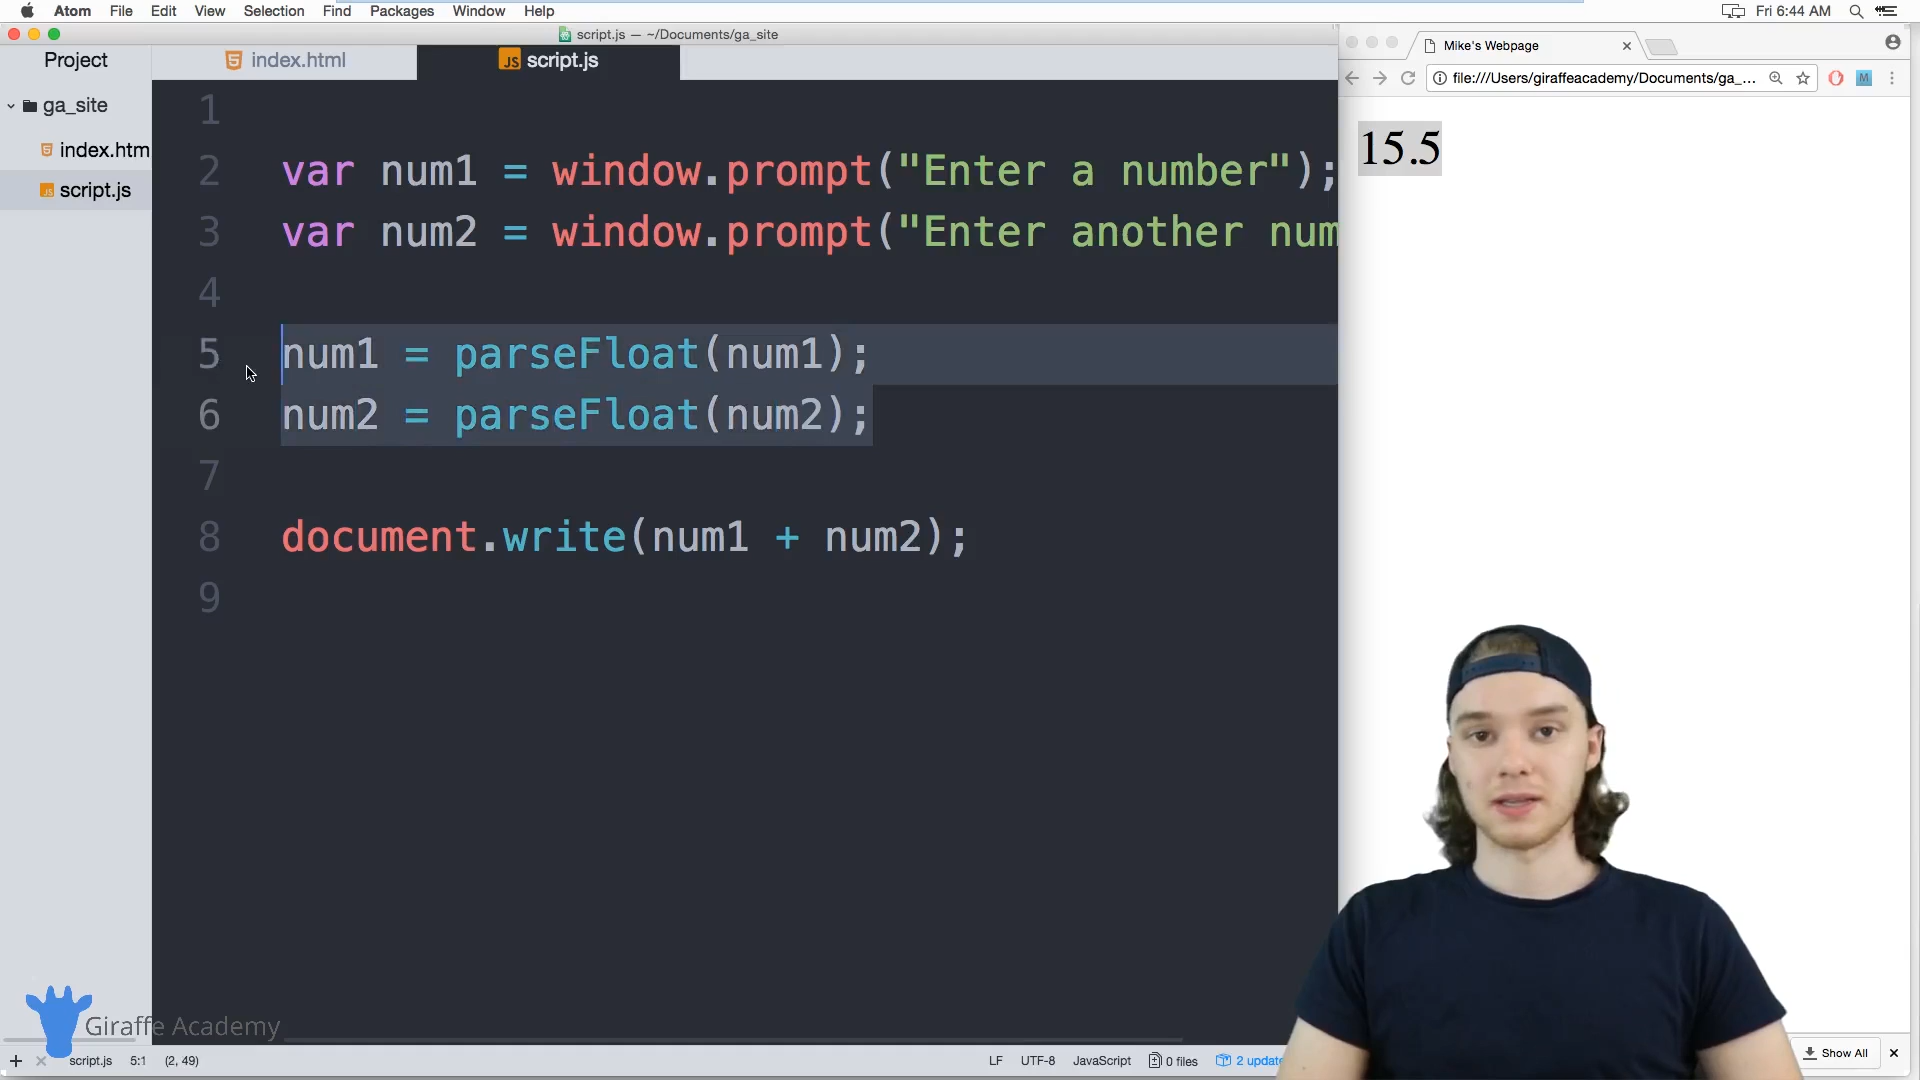 Atom File Edit View Selection Find Packages Window Help Fri 6:44 AM
script.js — ~/Documents/ga_site
Project
index.html
script.js
ga_site
index.htm
script.js
1
2 var num1 = window.prompt("Enter a number");
3 var num2 = window.prompt("Enter another num
4
5 num1 = parseFloat(num1);
6 num2 = parseFloat(num2);
7
8 document.write(num1 + num2);
9
Giraffe Academy
script.js 5:1 (2, 49) LF UTF-8 JavaScript 0 files 2 update
Mike's Webpage
file:///Users/giraffeacademy/Documents/ga_...
15.5
Show All